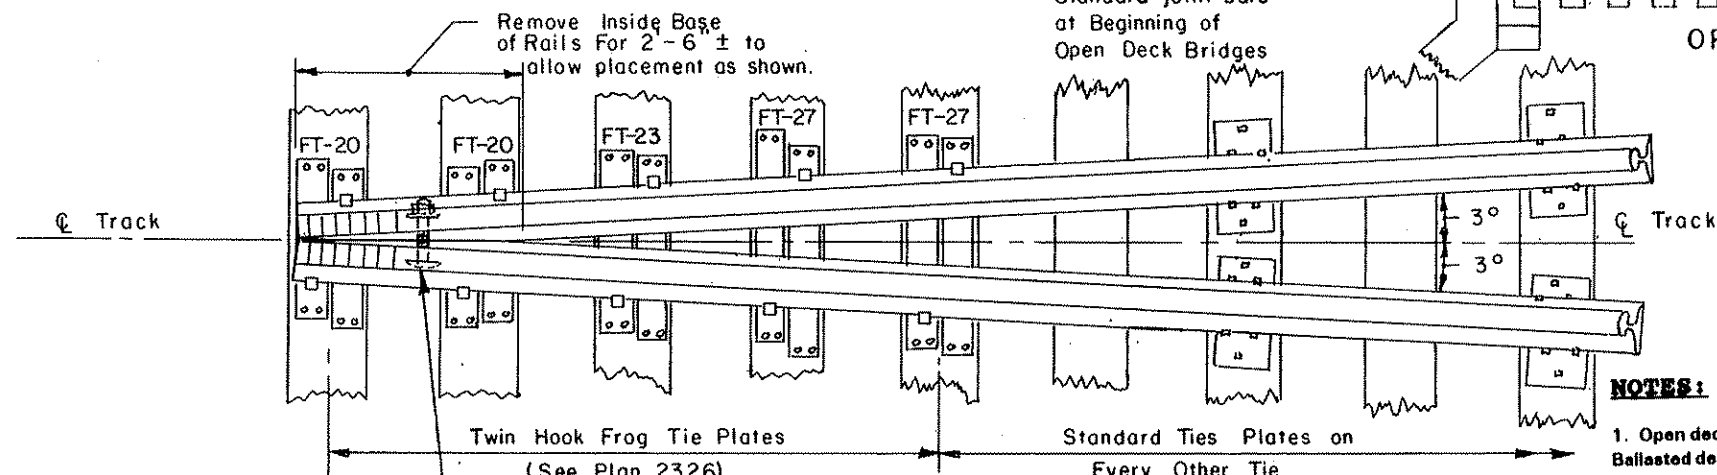 Remove Inside Base
of Rails For 2'-6" ± to
allow placement as shown.
at Beginning of
Open Deck Bridges
FT-20
FT-20
FT-23
FT-27
FT-27
℄ Track
3°
3°
℄ Track
Twin Hook Frog Tie Plates
(See Plan 2326)
Standard Ties Plates on
Every Other Tie
NOTES:
1. Open
Ballasted